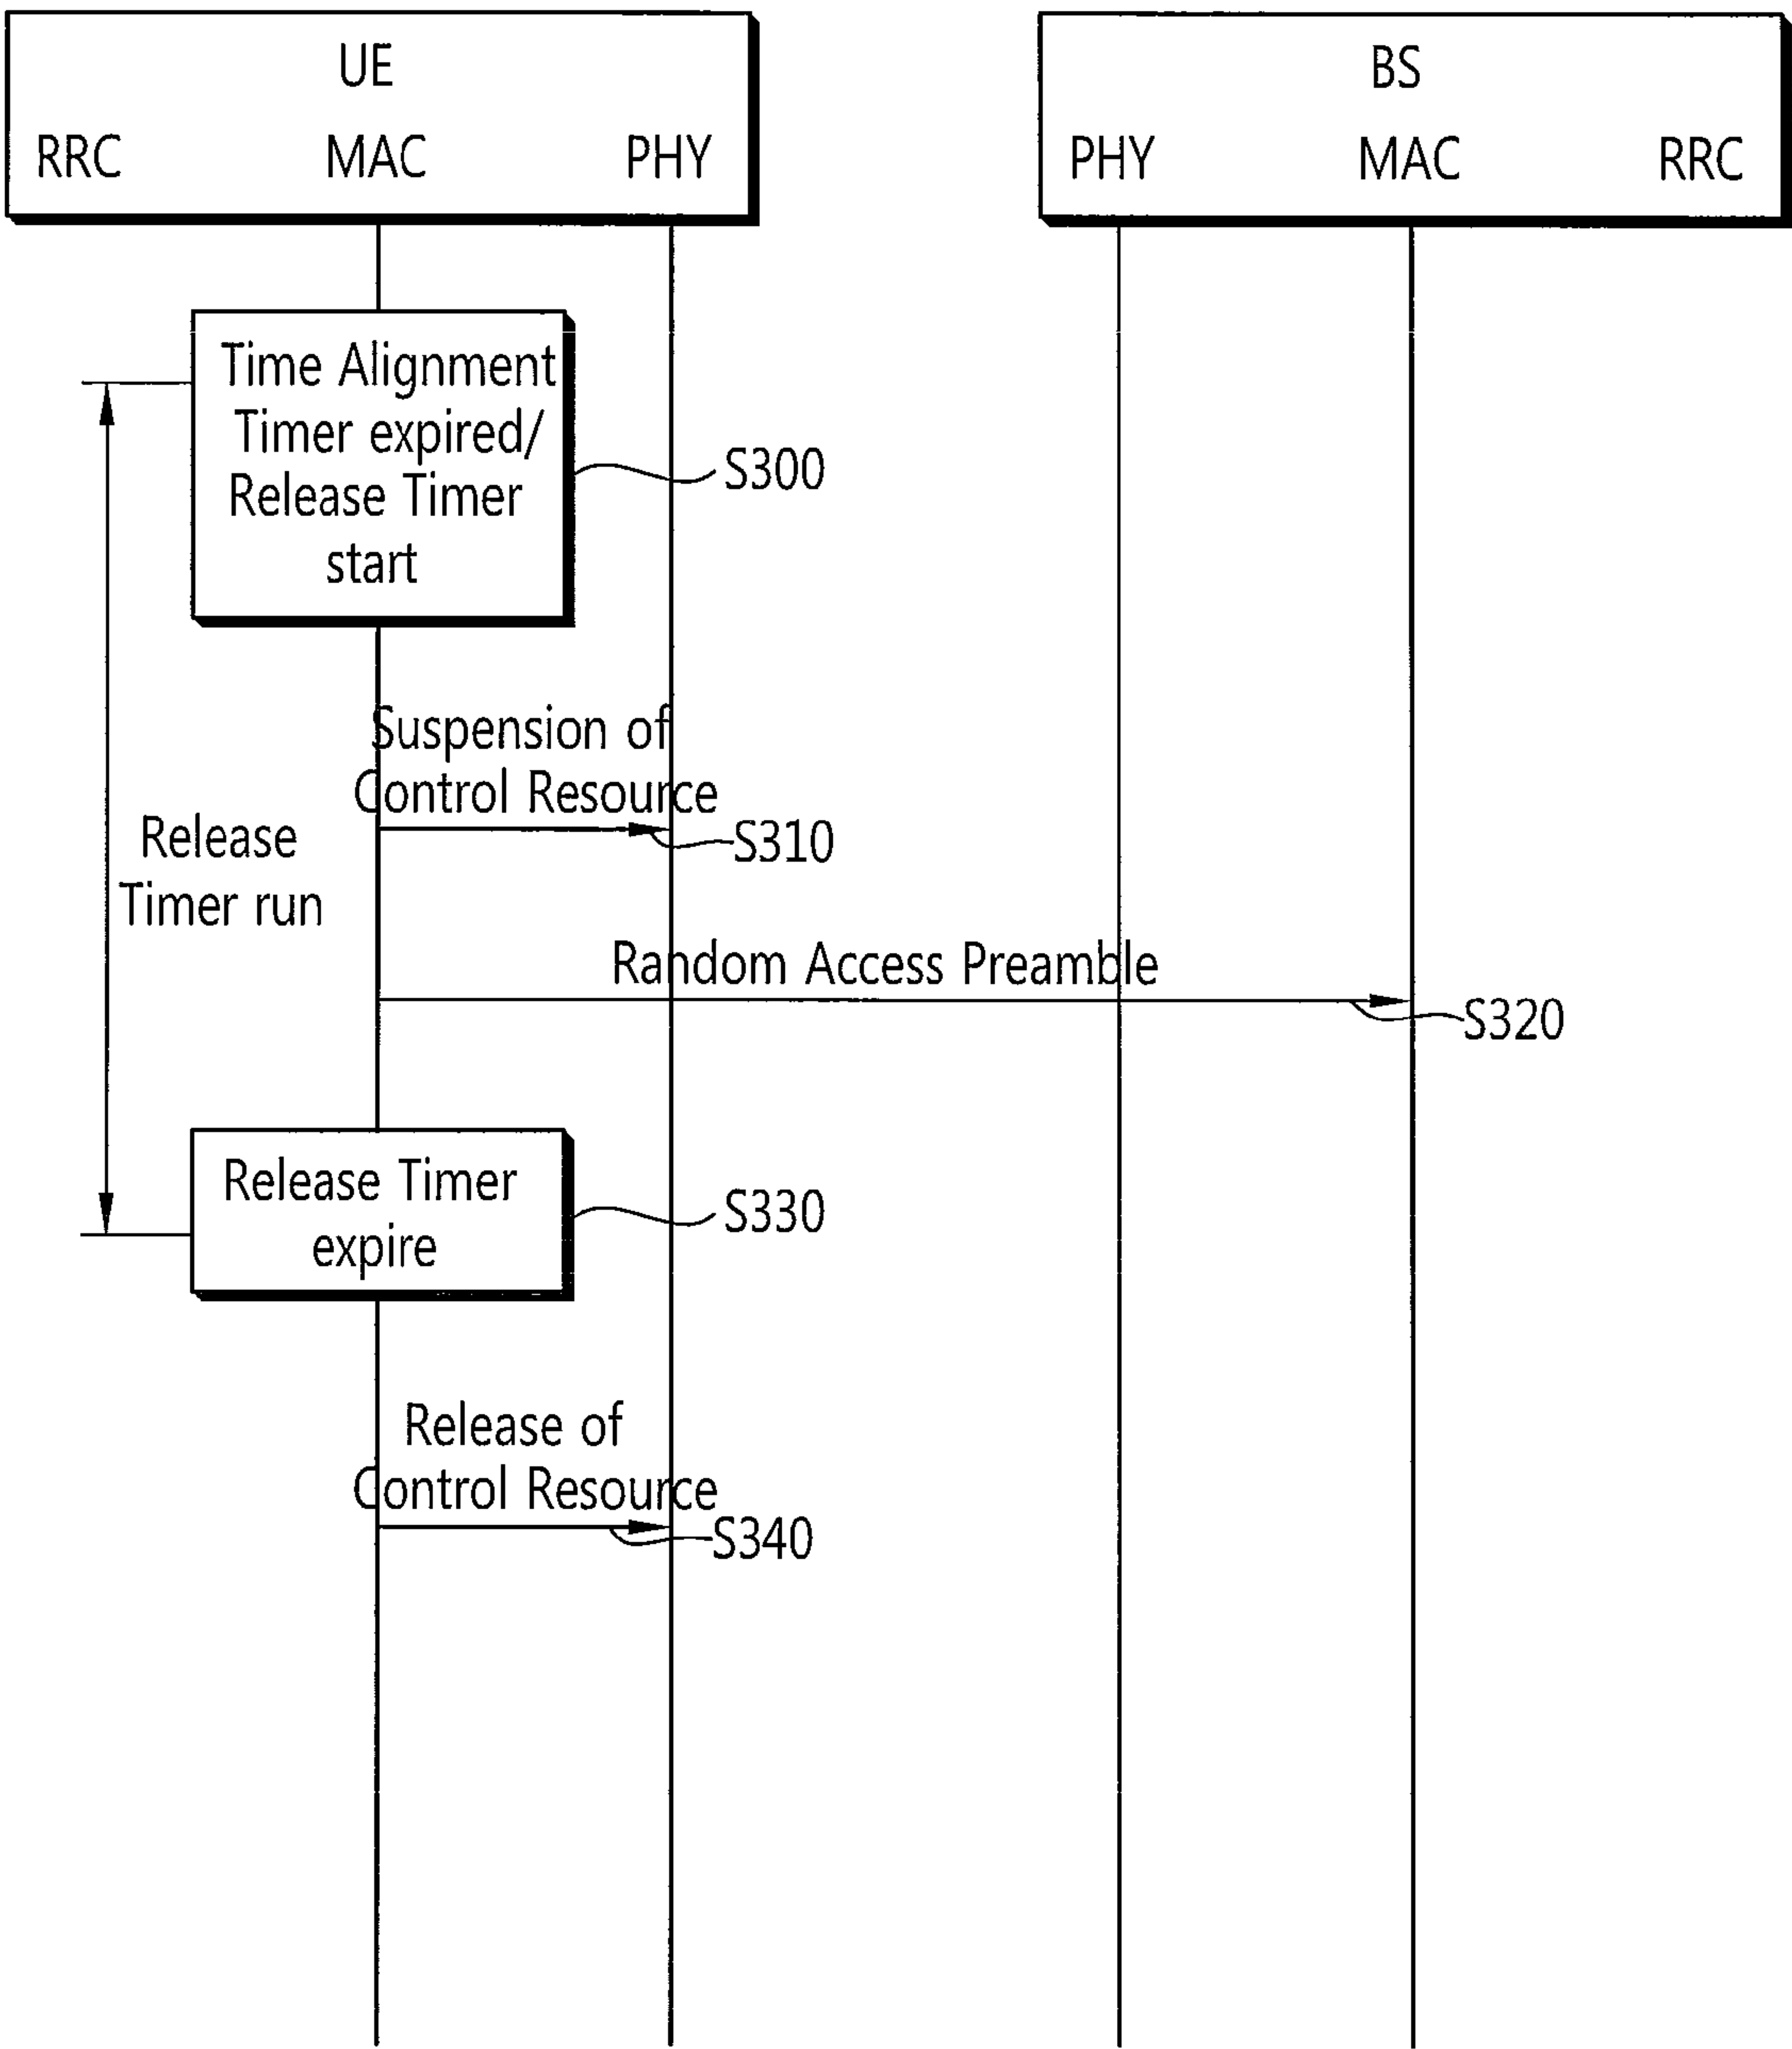 UE
RRC MAC PHY
BS
PHY MAC RRC
Time Alignment
Timer expired/
Release Timer
start
S300
Suspension of
Control Resource
S310
Release
Timer run
Random Access Preamble
S320
Release Timer
expire
S330
Release of
Control Resource
S340